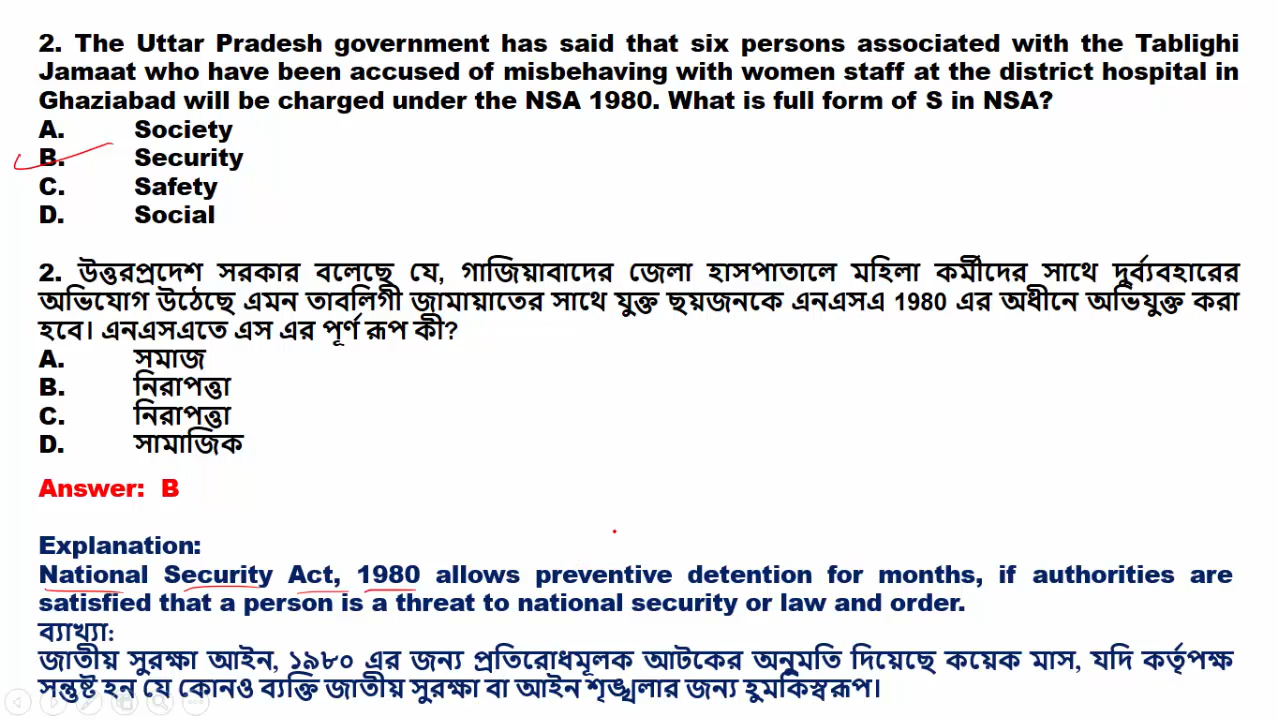 2. The Uttar Pradesh government has said that six persons associated with the Tablighi
Jamaat who have been accused of misbehaving with women staff at the district hospital in
Ghaziabad will be charged under the NSA 1980. What is full form of S in NSA?
A. Society
B. Security
C. Safety
D. Social
2. উত্তরপ্রদেশ সরকার বলেছে যে, গাজিয়াবাদের জেলা হাসপাতালে মহিলা কর্মীদের সাথে দুর্ব্যবহারের
অভিযোগ উঠেছে এমন তাবলিগী জামায়াতের সাথে যুক্ত ছয়জনকে এনএসএ 1980 এর অধীনে অভিযুক্ত করা
হবে। এনএসএতে এস এর পূর্ণ রূপ কী?
A. সমাজ
B. নিরাপত্তা
C. নিরাপত্তা
D. সামাজিক
Answer: B
Explanation:
National Security Act, 1980 allows preventive detention for months, if authorities are
satisfied that a person is a threat to national security or law and order.
ব্যাখ্যা:
জাতীয় সুরক্ষা আইন, ১৯৮০ এর জন্য প্রতিরোধমূলক আটকের অনুমতি দিয়েছে কয়েক মাস, যদি কর্তৃপক্ষ
সন্তুষ্ট হন যে কোনও ব্যক্তি জাতীয় সুরক্ষা বা আইন শৃঙ্খলার জন্য হুমকিস্বরূপ।